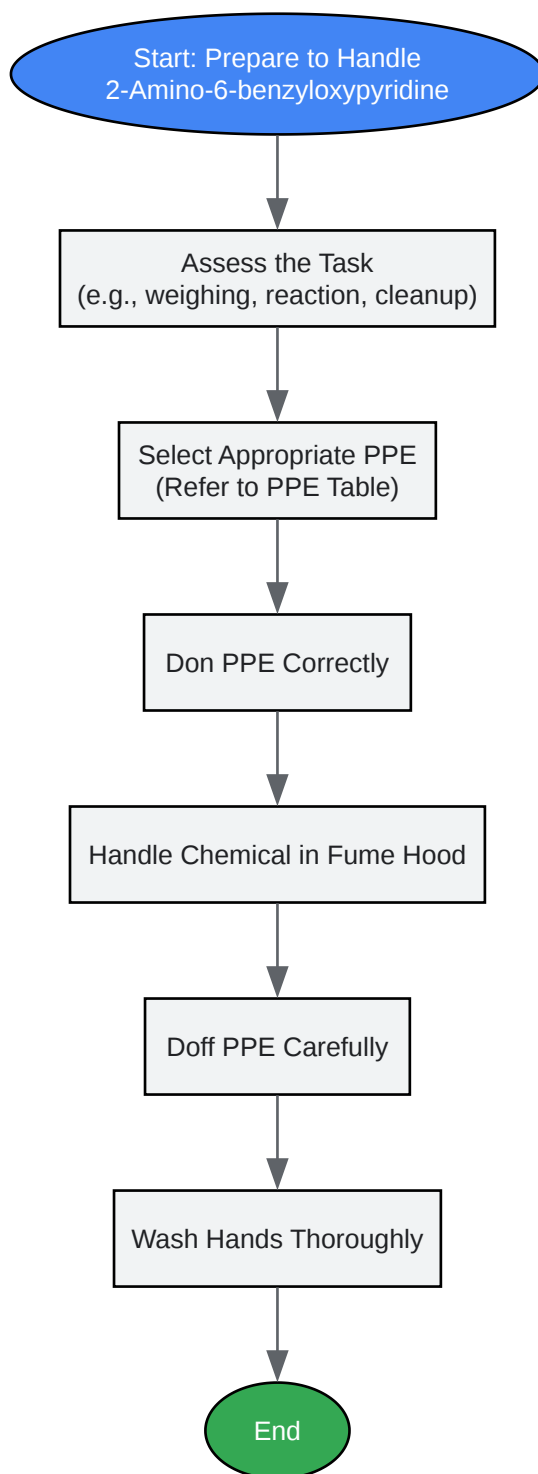 Start: Prepare to Handle
2-Amino-6-benzyloxypyridine
Assess the Task
(e.g., weighing, reaction, cleanup)
Select Appropriate PPE
(Refer to PPE Table)
Don PPE Correctly
Handle Chemical in Fume Hood
Doff PPE Carefully
Wash Hands Thoroughly
End